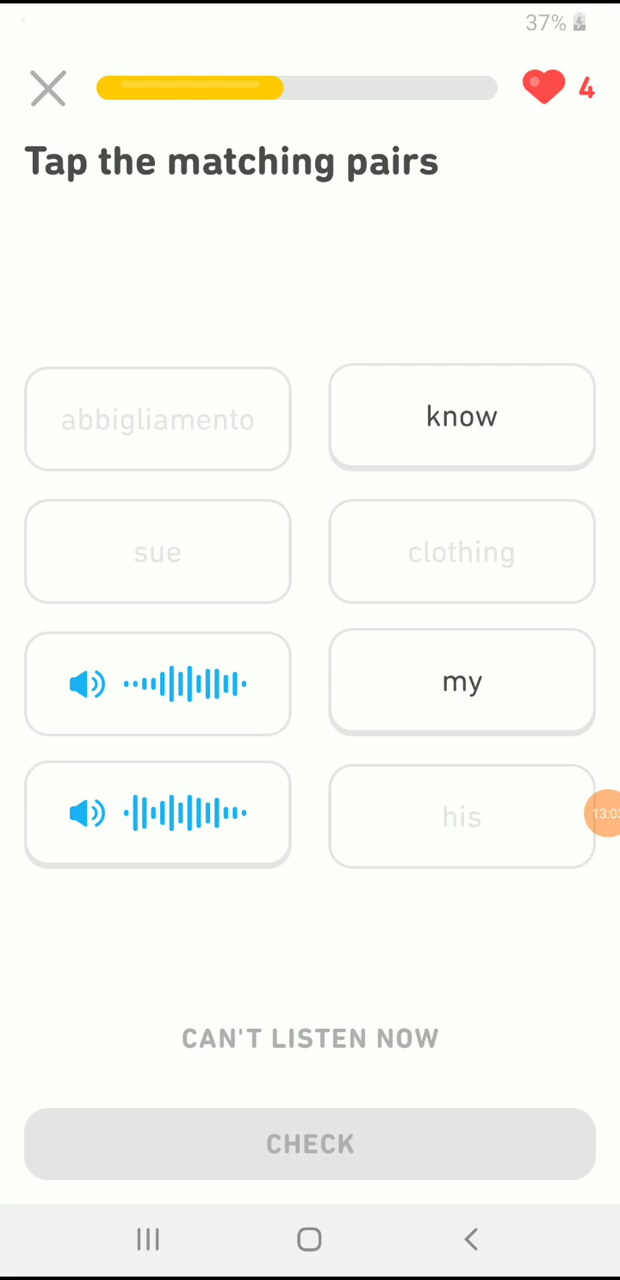 37%
4
Tap the matching pairs
abbigliamento
know
sue
clothing
my
his
CAN'T LISTEN NOW
CHECK